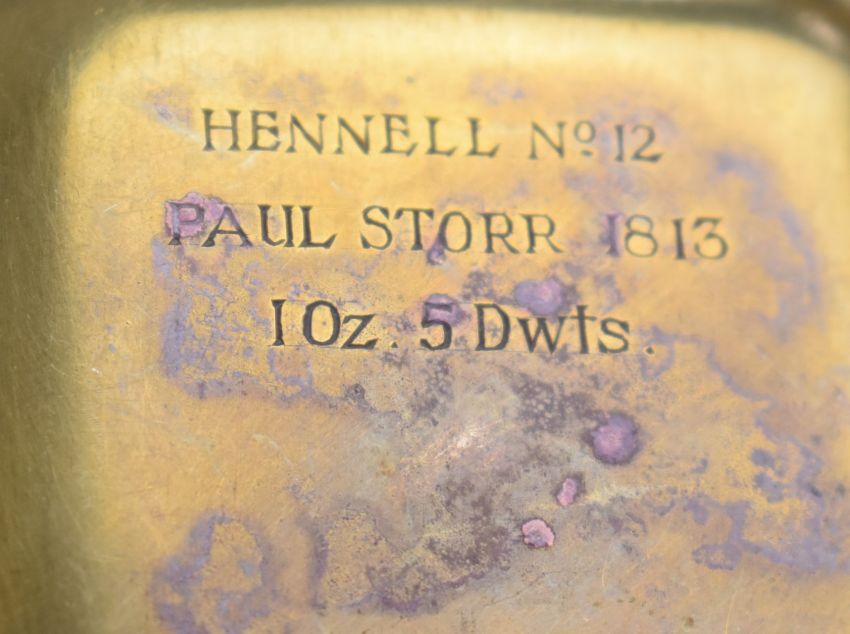 HENNELL Nº 12
PAUL STORR 1813
1 Oz. 5 Dwts.